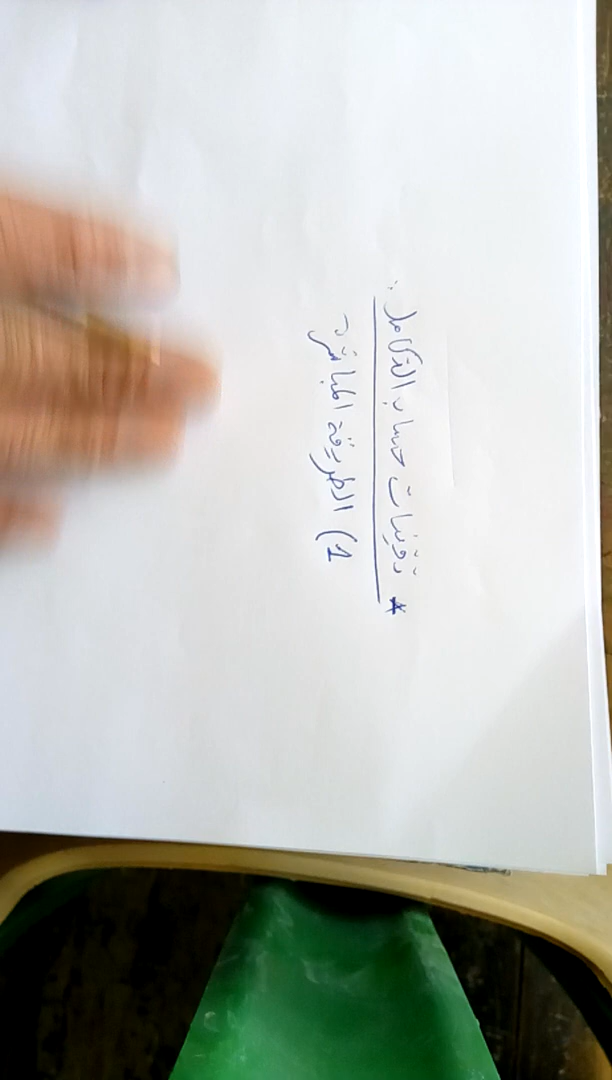 * تقنيات حساب التكامل :
1) الطريقة المباشرة